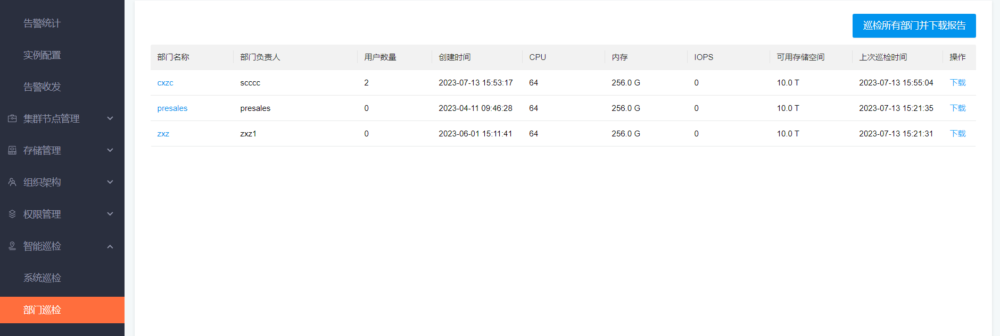 告警统计
实例配置
告警收发
集群节点管理
存储管理
组织架构
权限管理
智能巡检
系统巡检
部门巡检
巡检所有部门并下载报告
部门名称 部门负责人 用户数量 创建时间 CPU 内存 IOPS 可用存储空间 上次巡检时间 操作
cxzc scccc 2 2023-07-13 15:53:17 64 256.0 G 0 10.0 T 2023-07-13 15:55:04 下载
presales presales 0 2023-04-11 09:46:28 64 256.0 G 0 10.0 T 2023-07-13 15:21:35 下载
zxz zxz1 0 2023-06-01 15:11:41 64 256.0 G 0 10.0 T 2023-07-13 15:21:31 下载